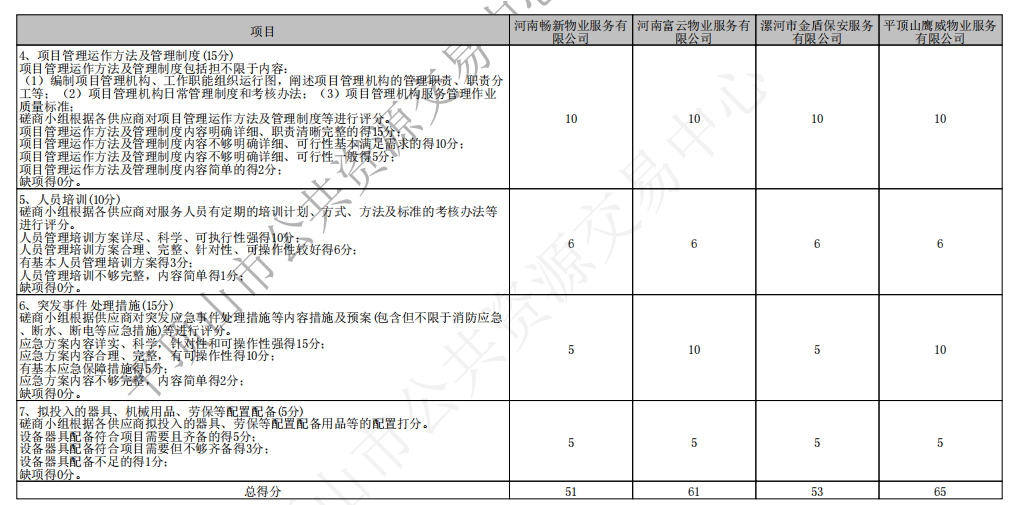 项目
河南畅新物业服务有
限公司
河南富云物业服务有
限公司
漯河市金盾保安服务
有限公司
平顶山鹰威物业服务
有限公司
4、项目管理运作方法及管理制度(15分)
项目管理运作方法及管理制度包括担不限于内容:
（1）编制项目管理机构、工作职能组织运行图，阐述项目管理机构的管理职责、职责分
工等；（2）项目管理机构日常管理制度和考核办法；（3）项目管理机构服务管理作业
质量标准；
磋商小组根据各供应商对项目管理运作方法及管理制度等进行评分。
项目管理运作方法及管理制度内容明确详细、职责清晰完整的得15分；
项目管理运作方法及管理制度内容不够明确详细、可行性基本满足需求的得10分；
项目管理运作方法及管理制度内容不够明确详细、可行性一般得5分；
项目管理运作方法及管理制度内容简单的得2分；
缺项得0分。
10 10 10 10
5、人员培训(10分)
磋商小组根据各供应商对服务人员有定期的培训计划、方式、方法及标准的考核办法等
进行评分。
人员管理培训方案详尽、科学、可执行性强得10分；
人员管理培训方案合理、完整、针对性、可操作性较好得6分；
有基本人员管理培训方案得3分；
人员管理培训不够完整，内容简单得1分；
缺项得0分。
6 6 6 6
6、突发事件处理措施(15分)
磋商小组根据供应商对突发应急事件处理措施等内容措施及预案(包含但不限于消防应急
、断水、断电等应急措施)等进行评分。
应急方案内容详实、科学，针对性和可操作性强得15分；
应急方案内容合理、完整，有可操作性得10分；
有基本应急保障措施得5分；
应急方案内容不够完整，内容简单得2分；
缺项得0分。
5 10 5 10
7、拟投入的器具、机械用品、劳保等配置配备(5分)
磋商小组根据各供应商拟投入的器具、劳保等配置配备用品等的配置打分。
设备器具配备符合项目需要且齐备的得5分；
设备器具配备符合项目需要但不够齐备得3分；
设备器具配备不足的得1分；
缺项得0分。
5 5 5 5
总得分 51 61 53 65
平顶山市公共资源交易中心
山市公共资源交易中心